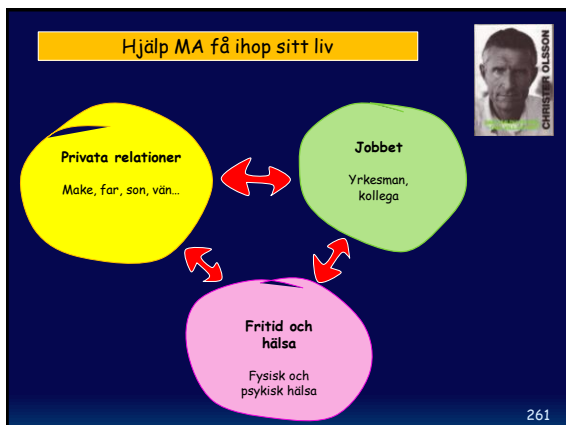 Hjälp MA få ihop sitt liv
CHRISTER OLSSON
Privata relationer
Make, far, son, vän...
Jobbet
Yrkesman,
kollega
Fritid och
hälsa
Fysisk och
psykisk hälsa
261